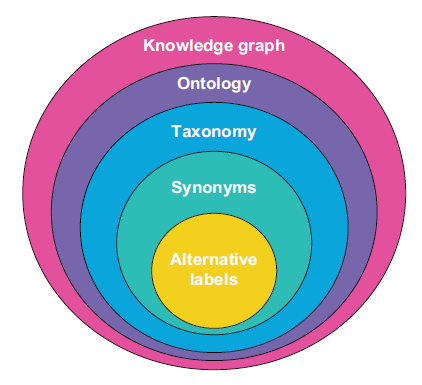 Knowledge graph
Ontology
Taxonomy
Synonyms
Alternative
labels